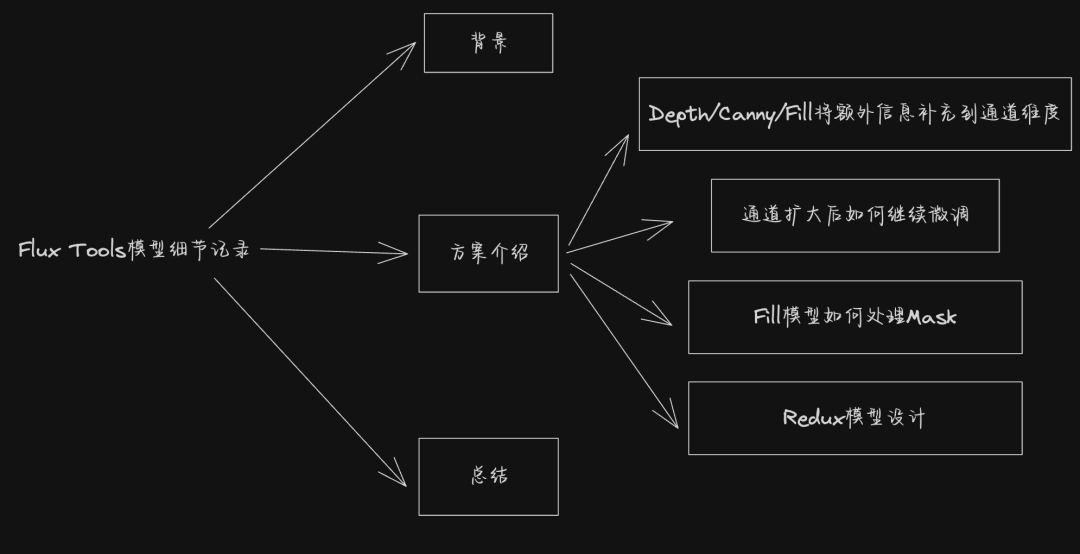 Flux Tools模型细节记录
背景
方案介绍
总结
Depth/Canny/Fill将额外信息补充到通道维度
通道扩大后如何继续微调
Fill模型如何处理Mask
Redux模型设计